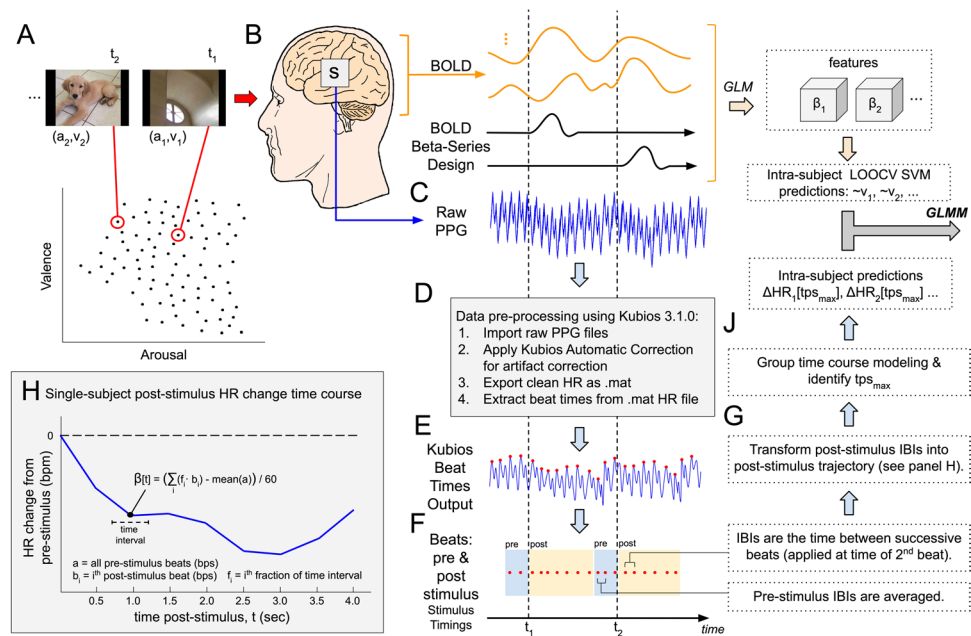 A
t2
t1
...
(a2,v2)
(a1,v1)
Valence
Arousal
B
S
BOLD
BOLD
Beta-Series
Design
GLM
features
β1
β2
...
Intra-subject LOOCV SVM
predictions: ~v1, ~v2, ...
GLMM
C
Raw
PPG
D
Data pre-processing using Kubios 3.1.0:
1. Import raw PPG files
2. Apply Kubios Automatic Correction
for artifact correction
3. Export clean HR as .mat
4. Extract beat times from .mat HR file
E
Kubios
Beat
Times
Output
F
Beats:
pre &
post
stimulus
Stimulus
Timings
pre
post
pre
post
t1
t2
time
G
IBIs are the time between successive
beats (applied at time of 2nd beat).
Pre-stimulus IBIs are averaged.
Transform post-stimulus IBIs into
post-stimulus trajectory (see panel H).
J
Group time course modeling &
identify tpsmax
Intra-subject predictions
ΔHR1[tpsmax], ΔHR2[tpsmax] ...
H
Single-subject post-stimulus HR change time course
HR change from
pre-stimulus (bpm)
0
β[t] = (∑i(fi· bi) - mean(a)) / 60
time
interval
a = all pre-stimulus beats (bps)
bi = ith post-stimulus beat (bps)
fi = ith fraction of time interval
0.5 1.0 1.5 2.0 2.5 3.0 3.5 4.0
time post-stimulus, t (sec)